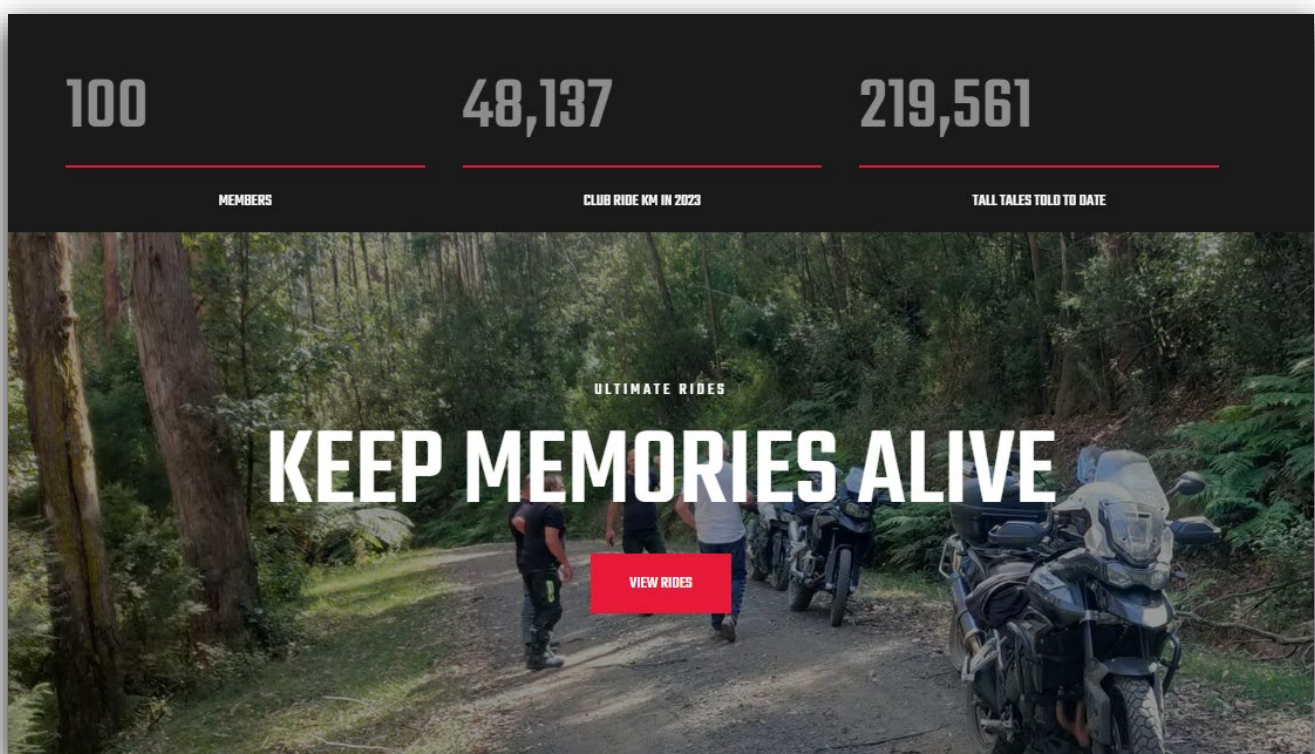 100
48,137
219,561
MEMBERS
CLUB RIDE KM IN 2023
TALL TALES TOLD TO DATE
ULTIMATE RIDES
KEEP MEMORIES ALIVE
VIEW RIDES